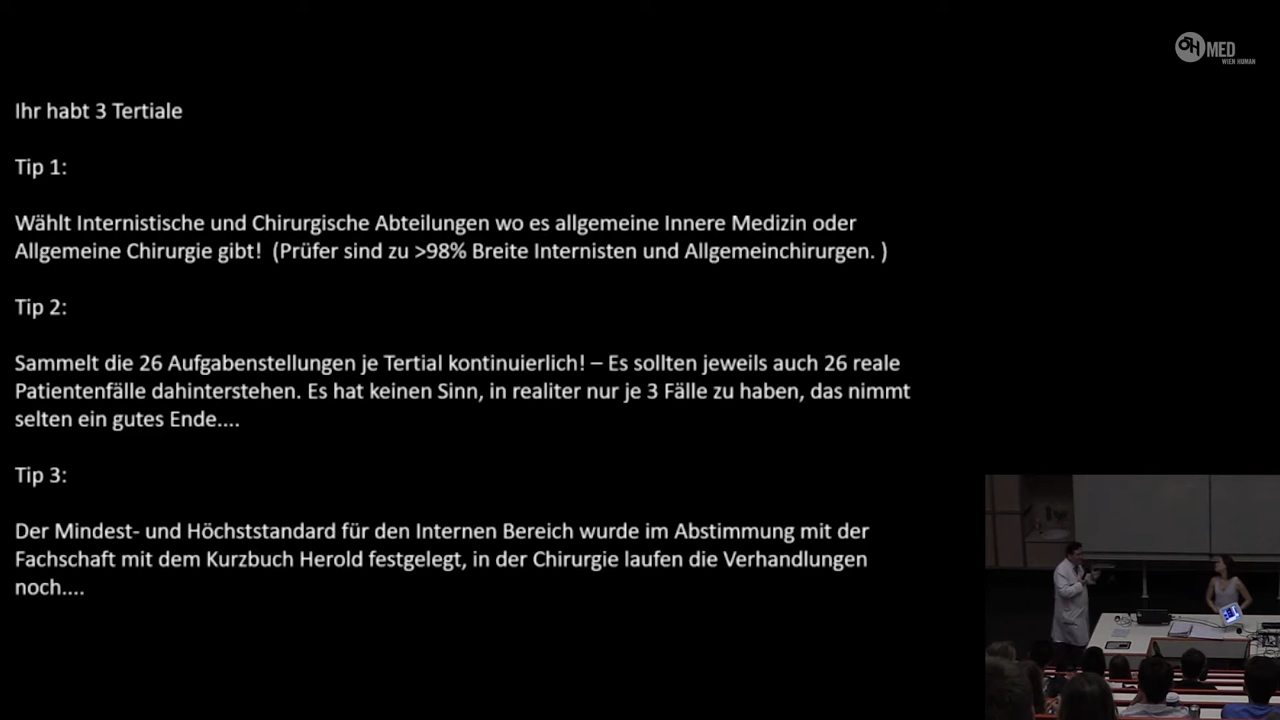 ÖH MED
WIEN HUMAN
Ihr habt 3 Tertiale
Tip 1:
Wählt Internistische und Chirurgische Abteilungen wo es allgemeine Innere Medizin oder
Allgemeine Chirurgie gibt!  (Prüfer sind zu >98% Breite Internisten und Allgemeinchirurgen. )
Tip 2:
Sammelt die 26 Aufgabenstellungen je Tertial kontinuierlich! – Es sollten jeweils auch 26 reale
Patientenfälle dahinterstehen. Es hat keinen Sinn, in realiter nur je 3 Fälle zu haben, das nimmt
selten ein gutes Ende....
Tip 3:
Der Mindest- und Höchststandard für den Internen Bereich wurde im Abstimmung mit der
Fachschaft mit dem Kurzbuch Herold festgelegt, in der Chirurgie laufen die Verhandlungen
noch....